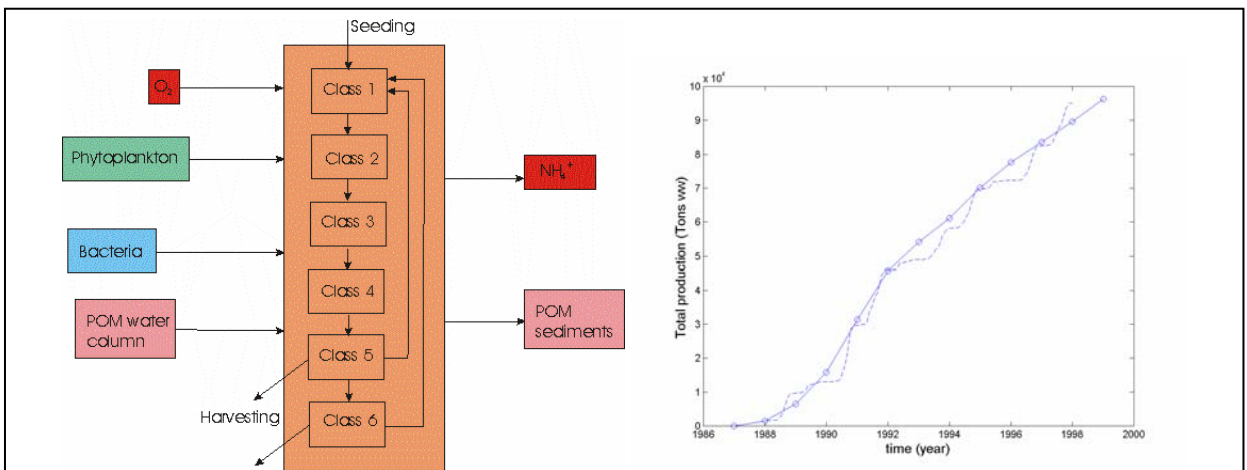 Seeding
O₂
Class 1
Phytoplankton
Class 2
NH₄⁺
Class 3
Bacteria
Class 4
POM water
column
POM
sediments
Class 5
Harvesting
Class 6
x 10⁴
10
9
8
7
6
5
4
3
2
1
0
Total production (Tons ww)
1986
1988
1990
1992
1994
1996
1998
2000
time (year)